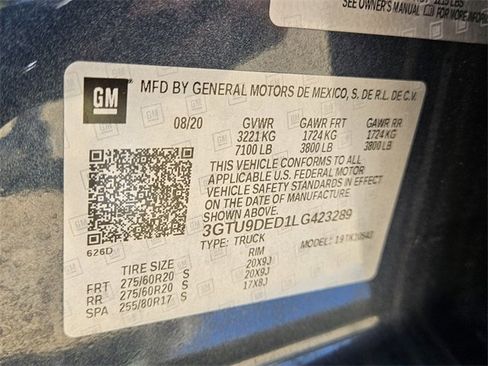 SEE OWNER'S MANUAL FOR MORE INFORM
GM
MFD BY GENERAL MOTORS DE MEXICO, S. DE R.L. DE C.V.
08/20 GVWR GAWR FRT GAWR RR
3221 KG 1724 KG 1724 KG
7100 LB 3800 LB 3800 LB
THIS VEHICLE CONFORMS TO ALL
APPLICABLE U.S. FEDERAL MOTOR
VEHICLE SAFETY STANDARDS IN EFFECT
ON THE DATE OF MANUFACTURE SHOWN ABOVE.
3GTU9DED1LG423289
626D TYPE: TRUCK MODEL: 19TK10543
TIRE SIZE RIM
FRT 275/60R20 S 20X9J
RR 275/60R20 S 20X9J
SPA 255/80R17 S 17X8J